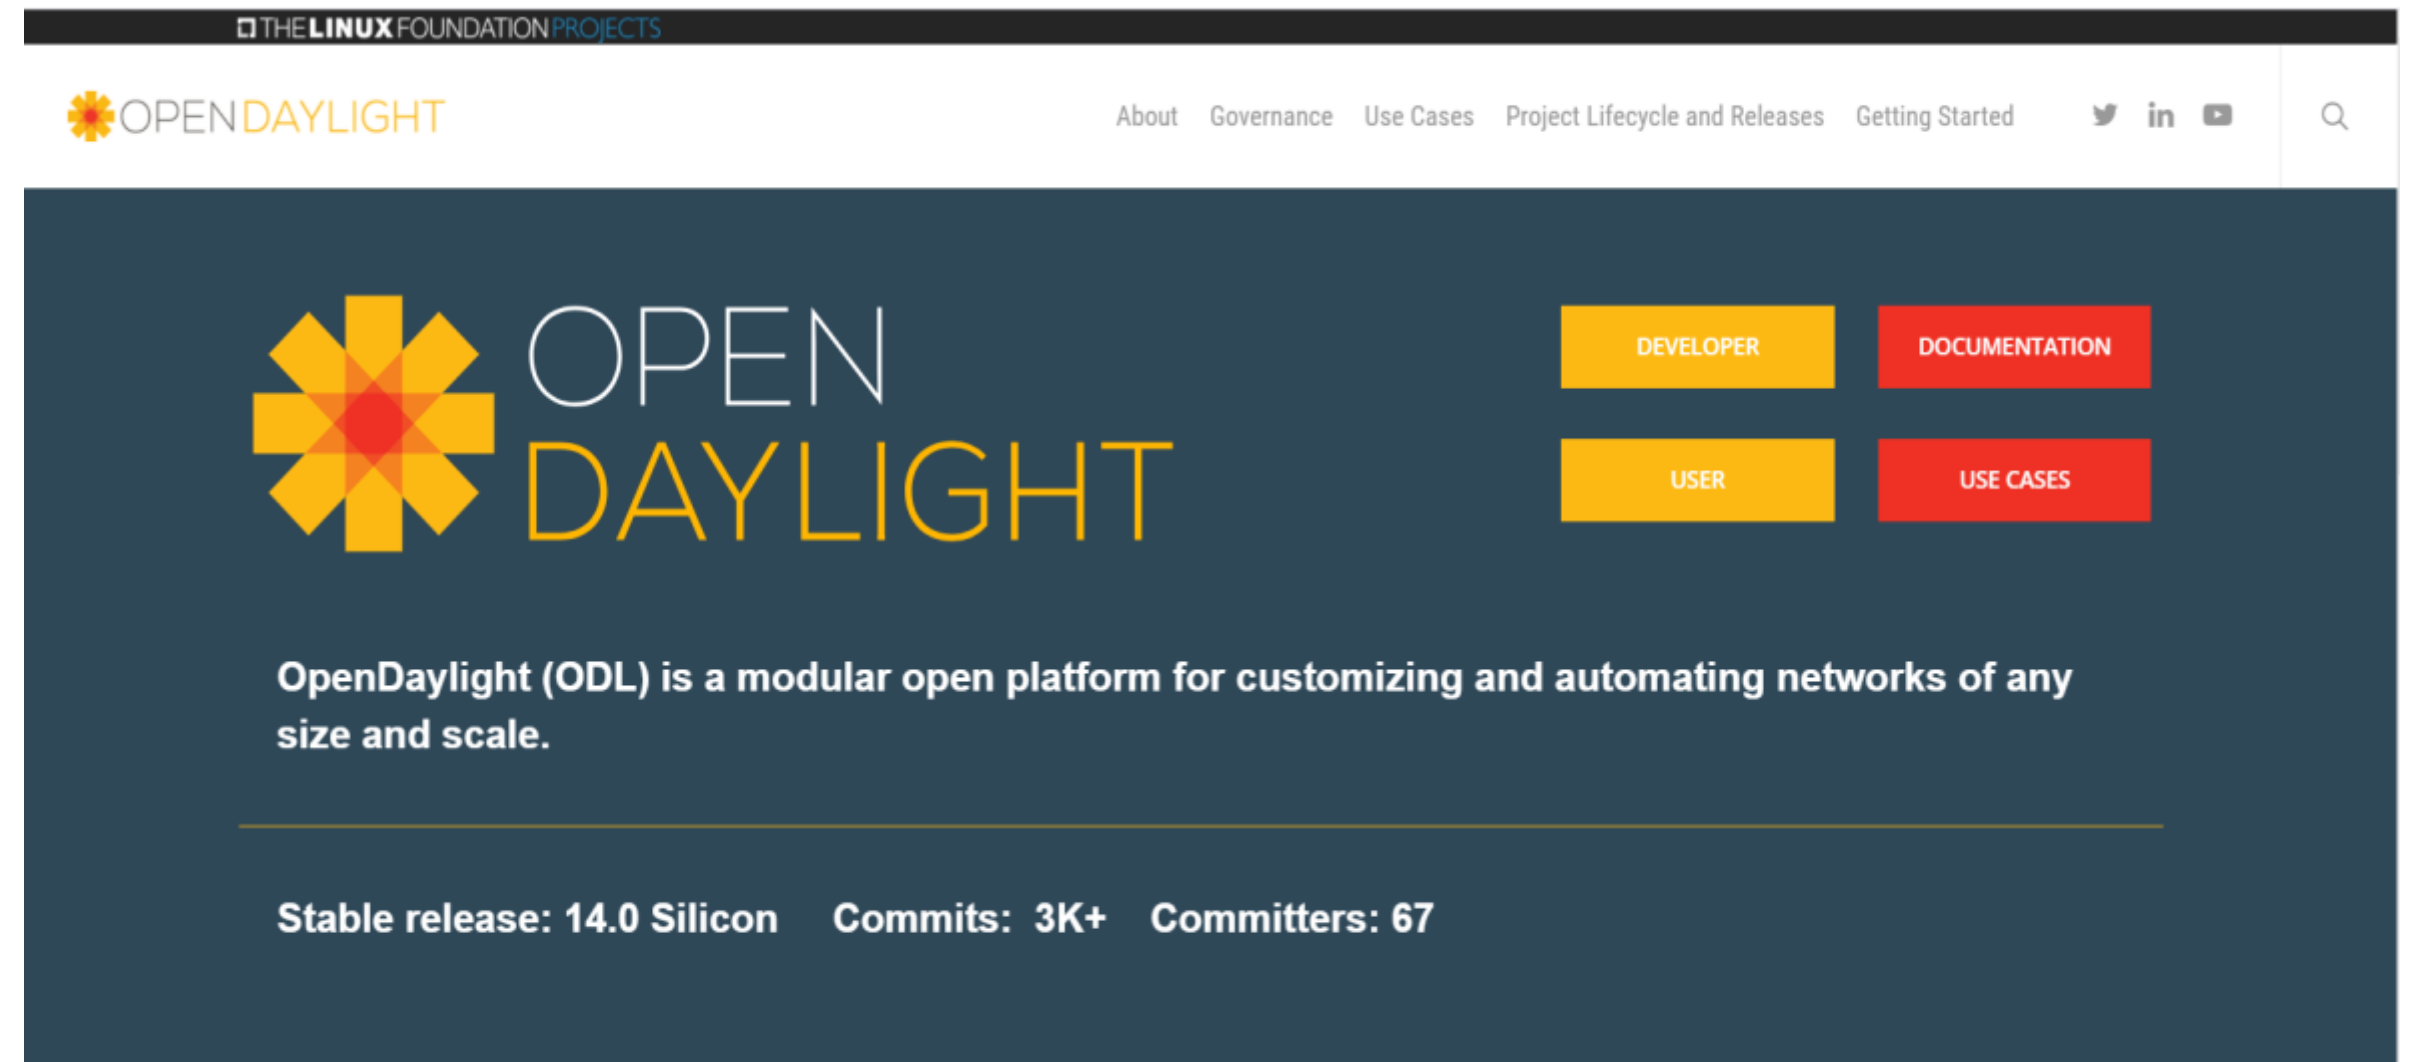 THE LINUX FOUNDATION PROJECTS
OPEN DAYLIGHT
About Governance Use Cases Project Lifecycle and Releases Getting Started in
OPEN
DAYLIGHT
DEVELOPER DOCUMENTATION
USER USE CASES
OpenDaylight (ODL) is a modular open platform for customizing and automating networks of any
size and scale.
Stable release: 14.0 Silicon Commits: 3K+ Committers: 67